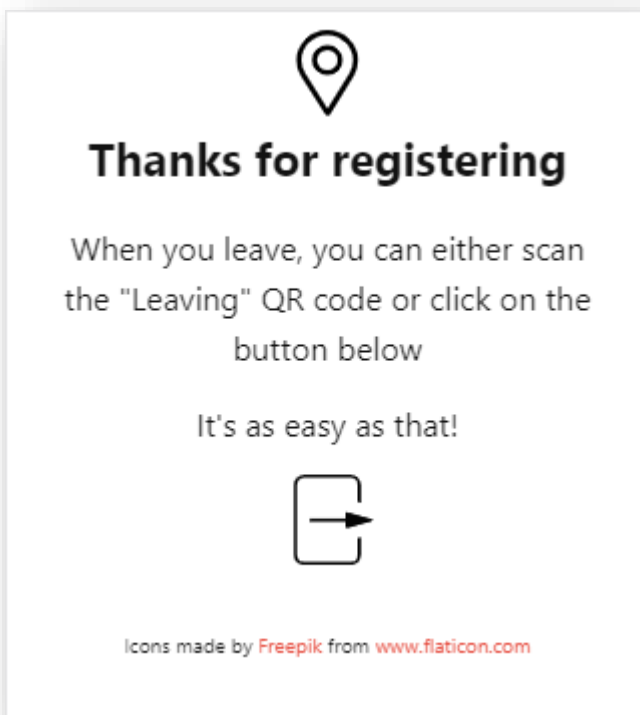 Thanks for registering
When you leave, you can either scan
the "Leaving" QR code or click on the
button below
It's as easy as that!
Icons made by Freepik from www.flaticon.com